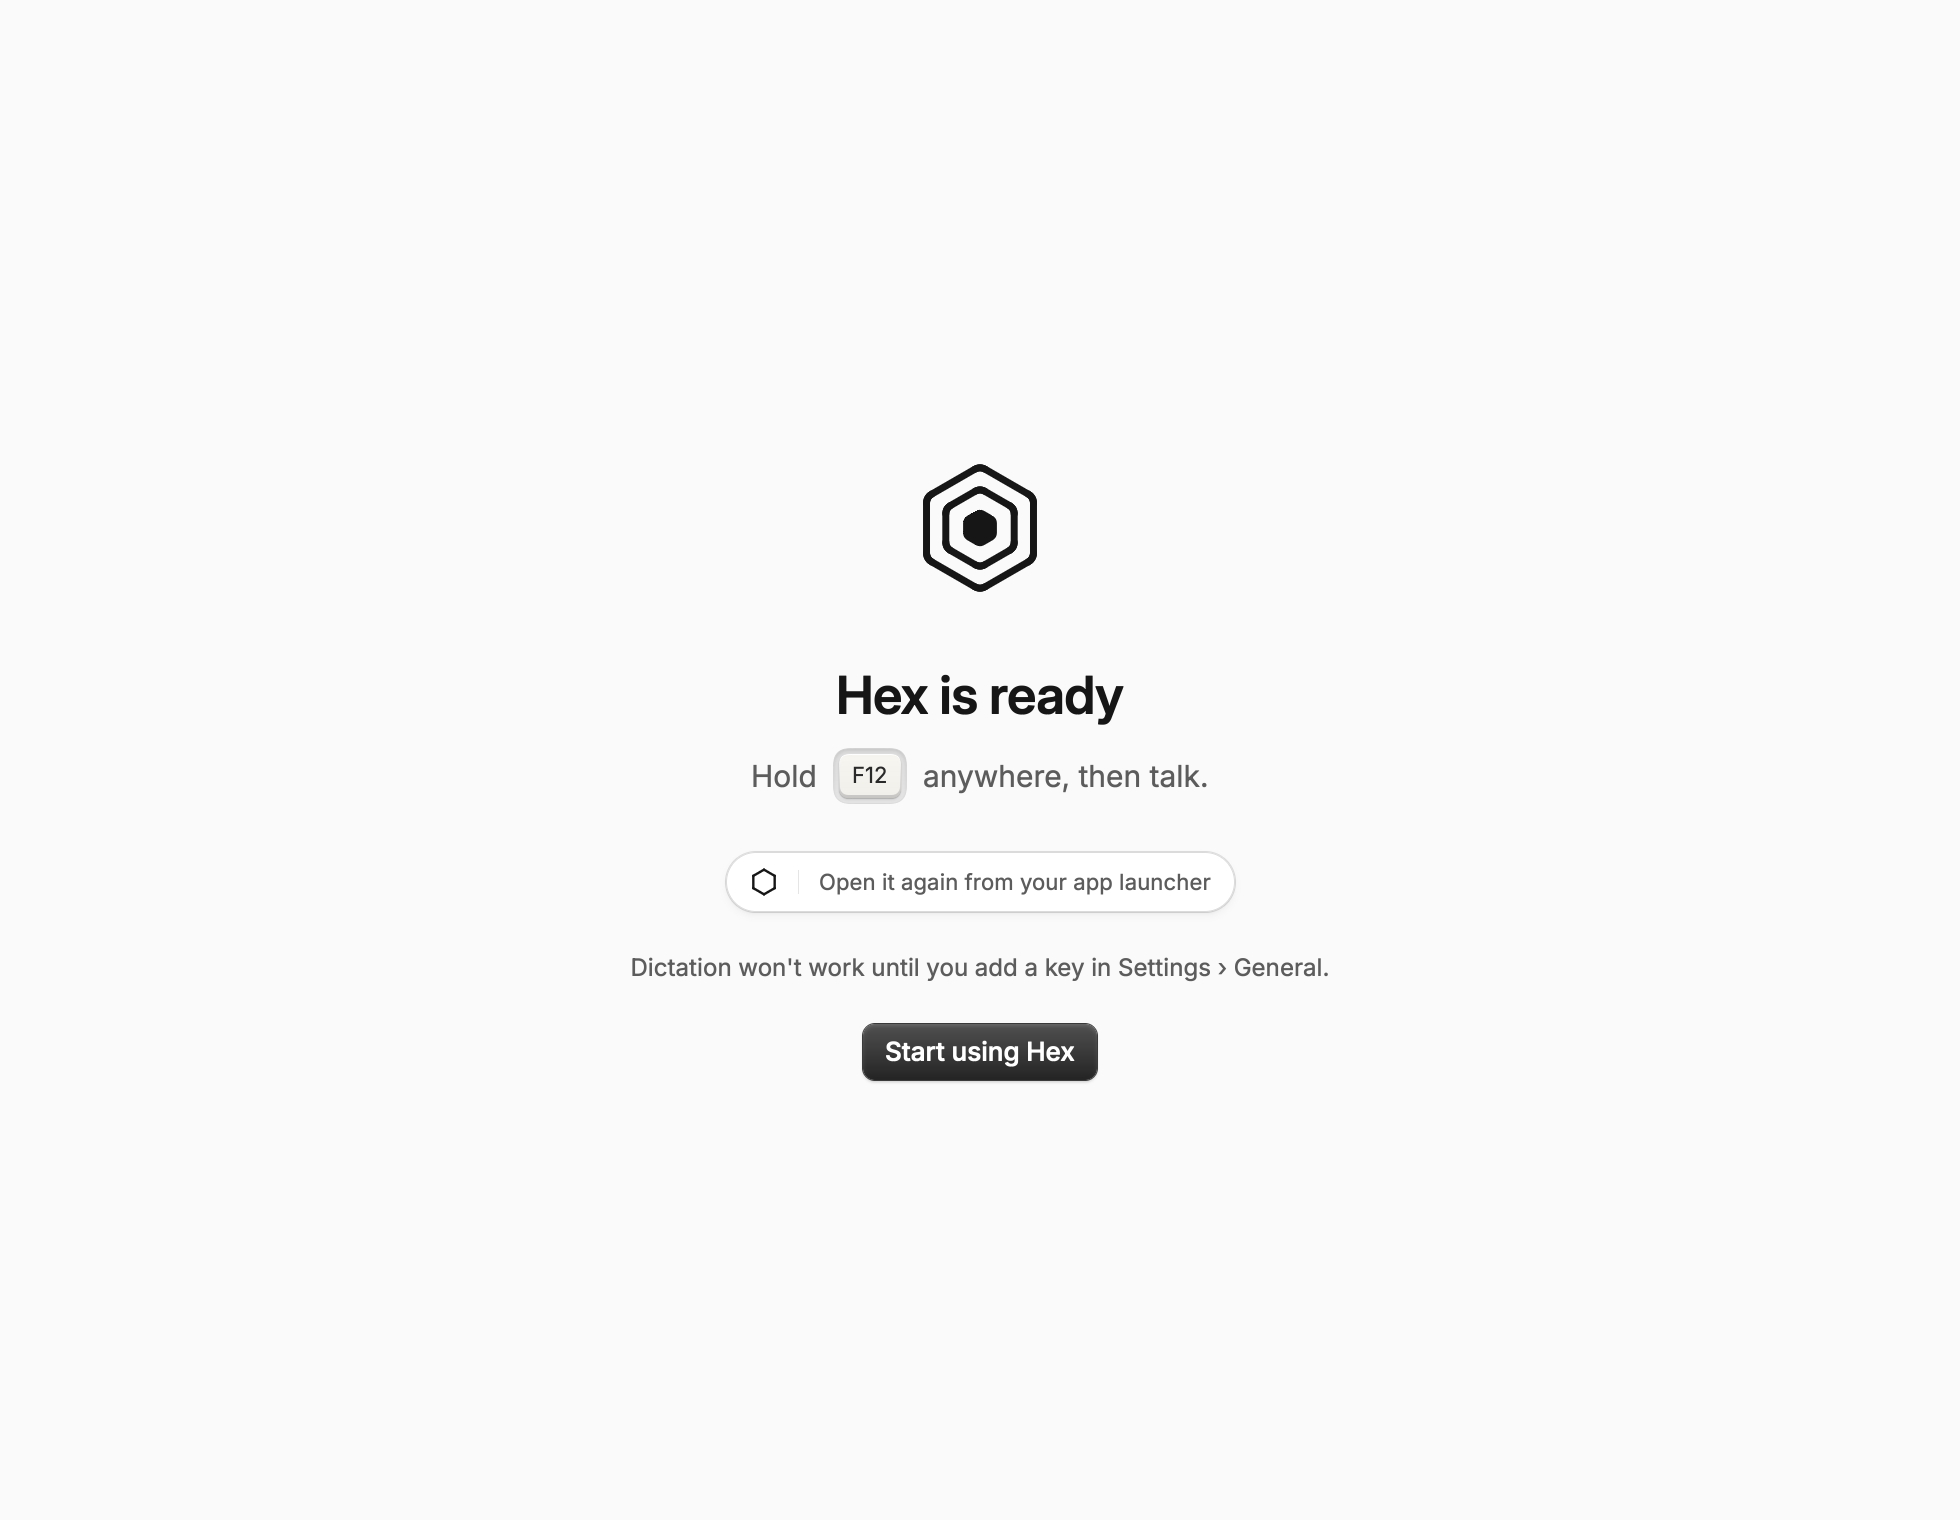 Hex is ready
Hold F12 anywhere, then talk.
Open it again from your app launcher
Dictation won't work until you add a key in Settings › General.
Start using Hex